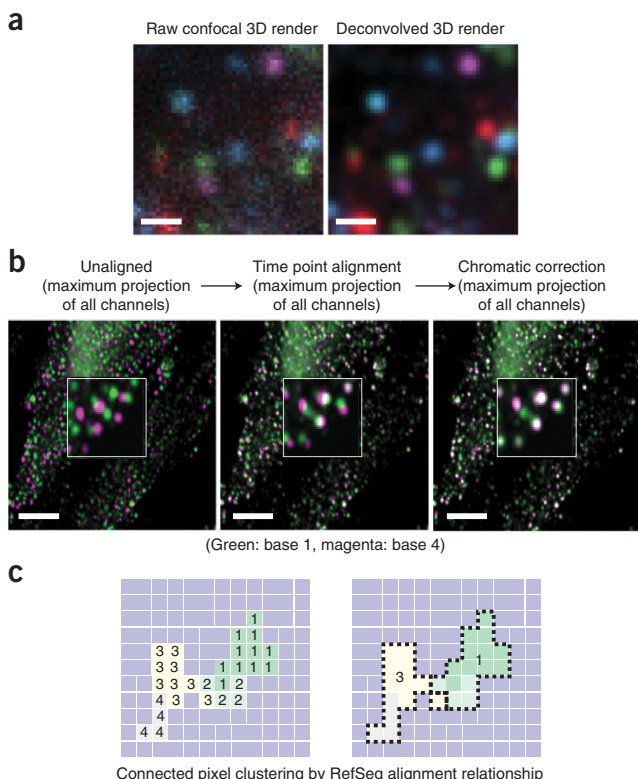 a
Raw confocal 3D render Deconvolved 3D render
b
Unaligned
(maximum projection
of all channels)
Time point alignment
(maximum projection
of all channels)
Chromatic correction
(maximum projection
of all channels)
(Green: base 1, magenta: base 4)
c
1
1 1
3 3 1 1 1
3 3 1 1 1 1
3 3 3 2 1 2
4 3 3 2 2
4
4 4
3 1
Connected pixel clustering by RefSeq alignment relationship